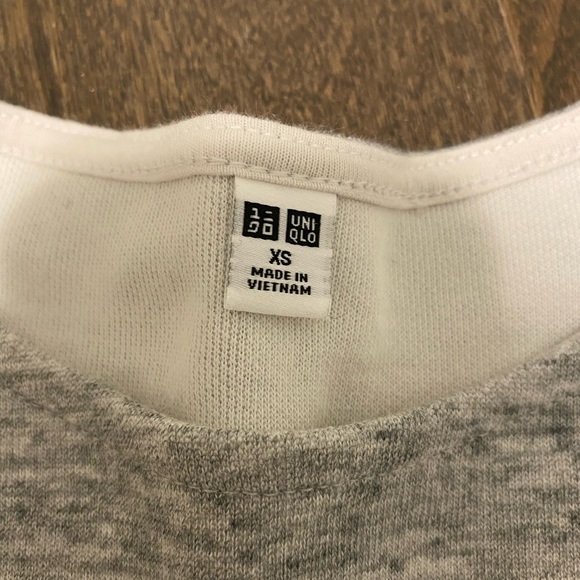 ユニ UNI
クロ QLO
XS
MADE IN
VIETNAM